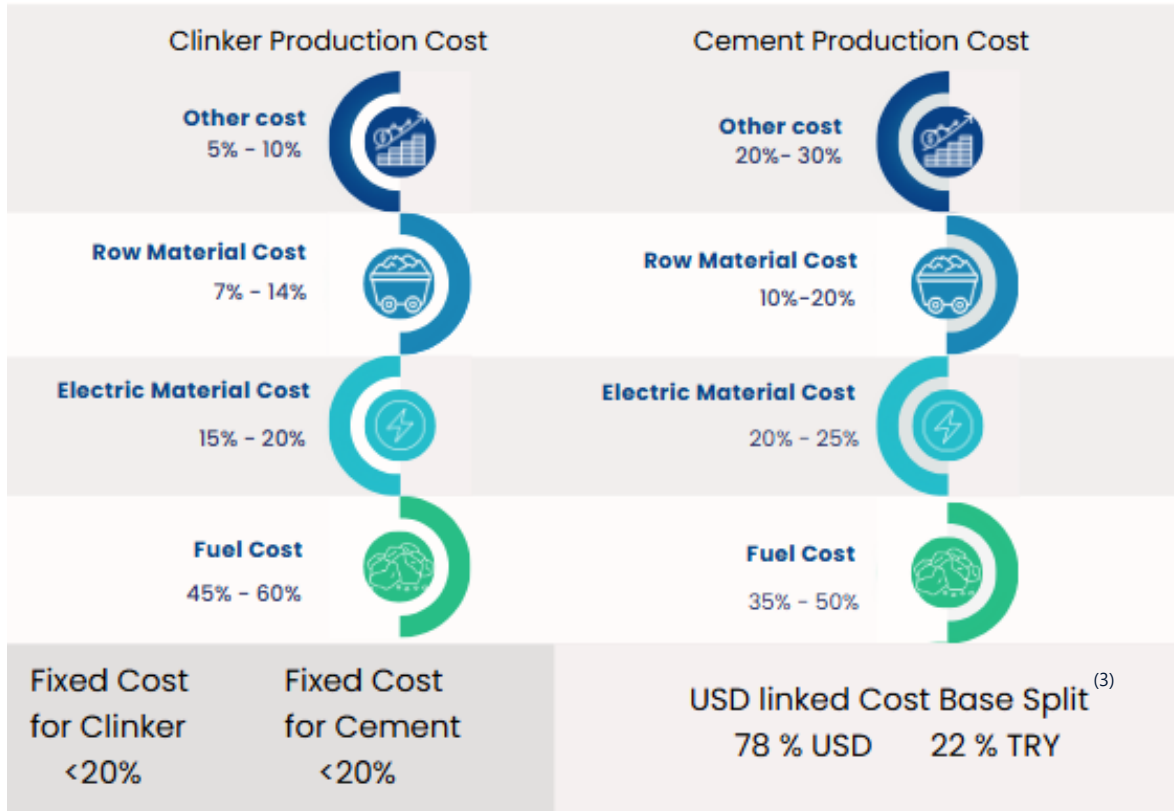 Clinker Production Cost
Other cost
5% - 10%
Row Material Cost
7% - 14%
Electric Material Cost
15% - 20%
Fuel Cost
45% - 60%
Cement Production Cost
Other cost
20%- 30%
Row Material Cost
10%-20%
Electric Material Cost
20% - 25%
Fuel Cost
35% - 50%
Fixed Cost
for Clinker
<20%
Fixed Cost
for Cement
<20%
USD linked Cost Base Split (3)
78 % USD 22 % TRY